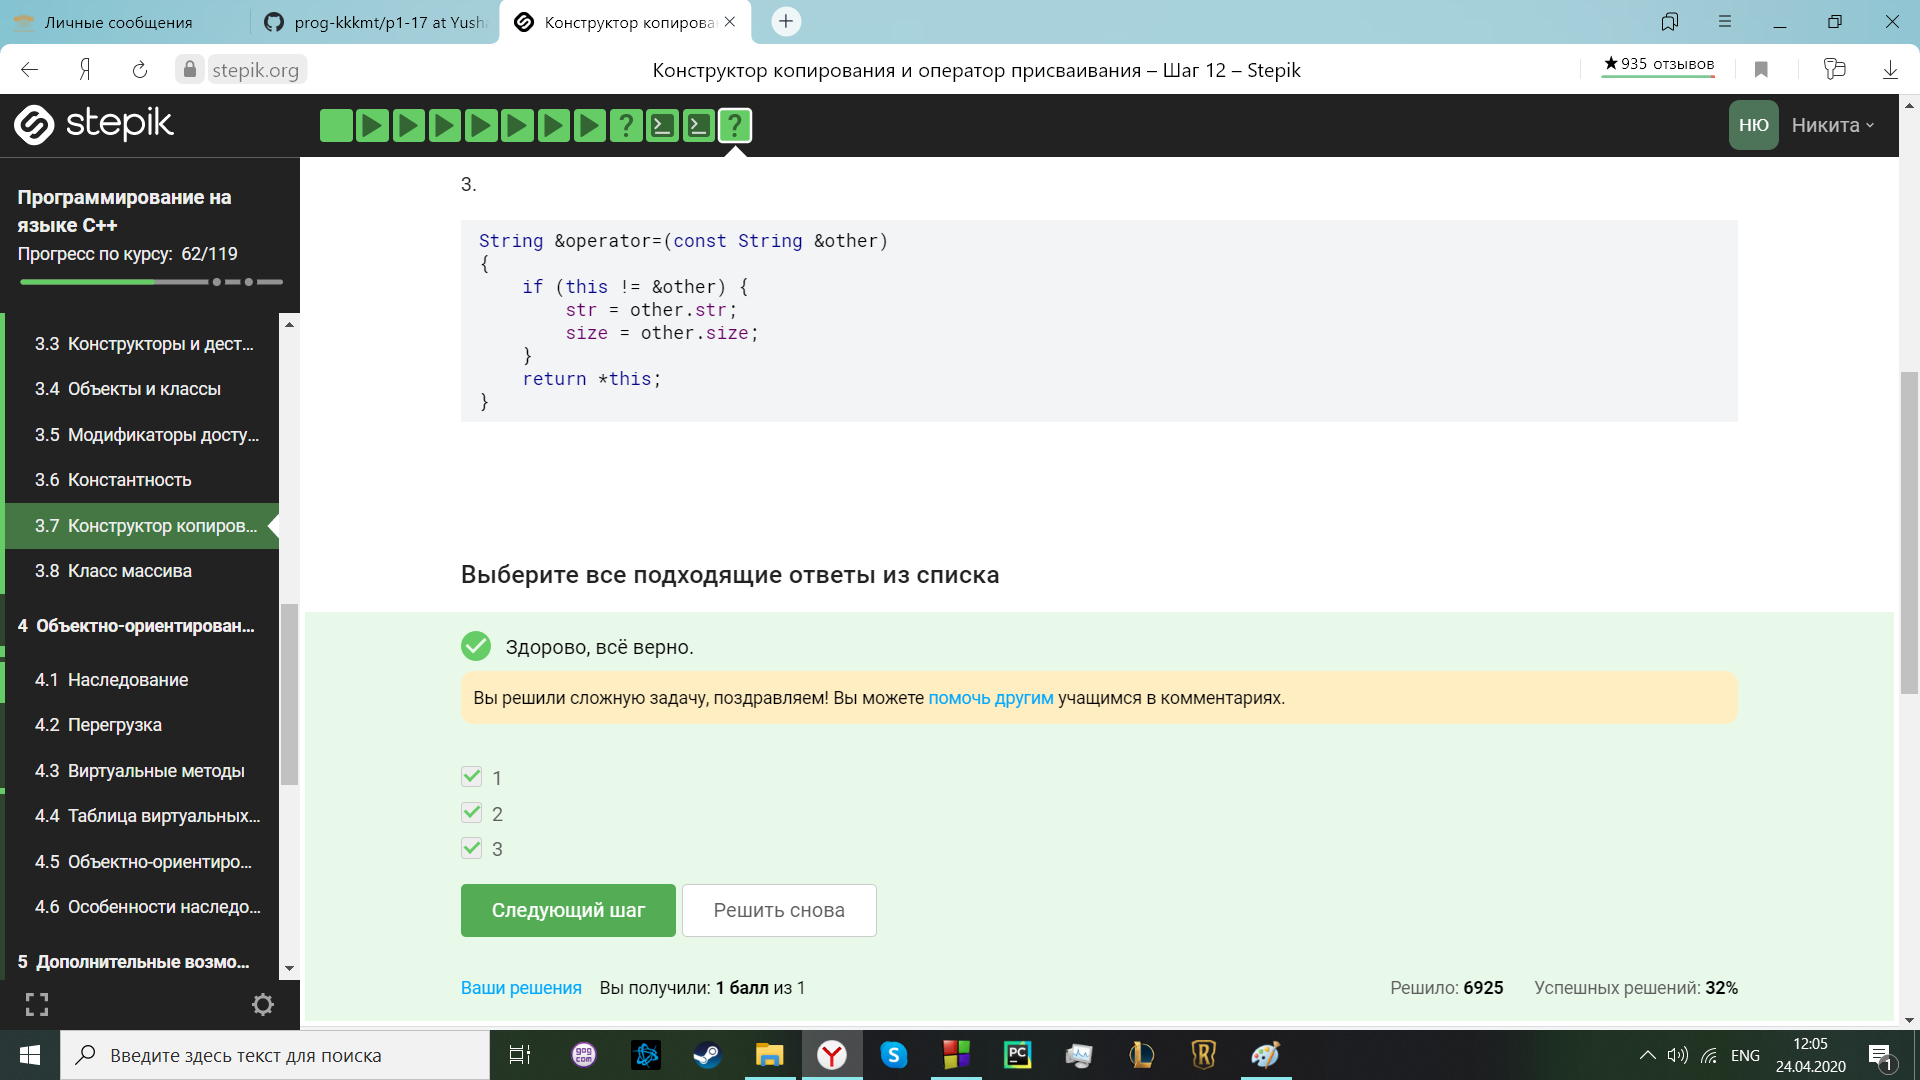 Личные сообщения
prog-kkkmt/p1-17 at Yusha
Конструктор копирова
stepik.org
Конструктор копирования и оператор присваивания – Шаг 12 – Stepik
★935 отзывов
stepik
НЮ
Никита
Программирование на
языке C++
Прогресс по курсу: 62/119
3.3 Конструкторы и дест...
3.4 Объекты и классы
3.5 Модификаторы досту...
3.6 Константность
3.7 Конструктор копиров...
3.8 Класс массива
4 Объектно-ориентирован...
4.1 Наследование
4.2 Перегрузка
4.3 Виртуальные методы
4.4 Таблица виртуальных...
4.5 Объектно-ориентиро...
4.6 Особенности наследо...
5 Дополнительные возмо...
3.
String &operator=(const String &other)
{
if (this != &other) {
str = other.str;
size = other.size;
}
return *this;
}
Выберите все подходящие ответы из списка
Здорово, всё верно.
Вы решили сложную задачу, поздравляем! Вы можете помочь другим учащимся в комментариях.
1
2
3
Следующий шаг
Решить снова
Ваши решения Вы получили: 1 балл из 1
Решило: 6925 Успешных решений: 32%
Введите здесь текст для поиска
GOG COM
PC
ENG
12:05
24.04.2020
1